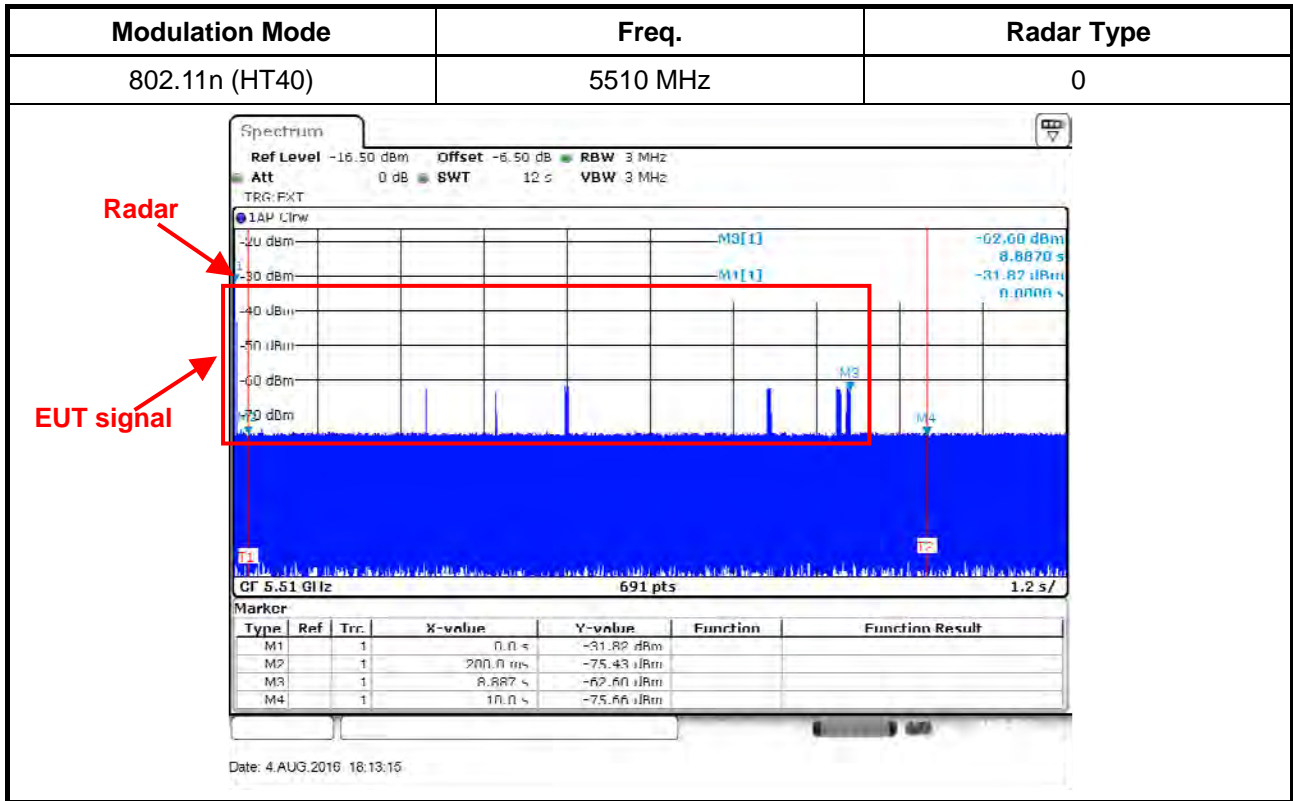 Modulation Mode Freq. Radar Type
802.11n (HT40) 5510 MHz 0
Spectrum
Ref Level -16.50 dBm Offset -6.50 dB RBW 3 MHz
Att 0 dB SWT 12 s VBW 3 MHz
TRG:EXT
Radar
1AP Clrw
-20 dBm M3[1] -62.60 dBm
8.8870 s
1
-30 dBm M1[1] -31.82 dBm
0.0000 s
-40 dBm
-50 dBm
-60 dBm M3
EUT signal
-70 dBm M4
T1 T2
CF 5.51 GHz 691 pts 1.2 s/
Marker
Type Ref Trc. X-value Y-value Function Function Result
M1 1 0.0 s -31.82 dBm
M2 1 200.0 ms -75.43 dBm
M3 1 8.887 s -62.60 dBm
M4 1 10.0 s -75.66 dBm
Date: 4.AUG.2016 18:13:15